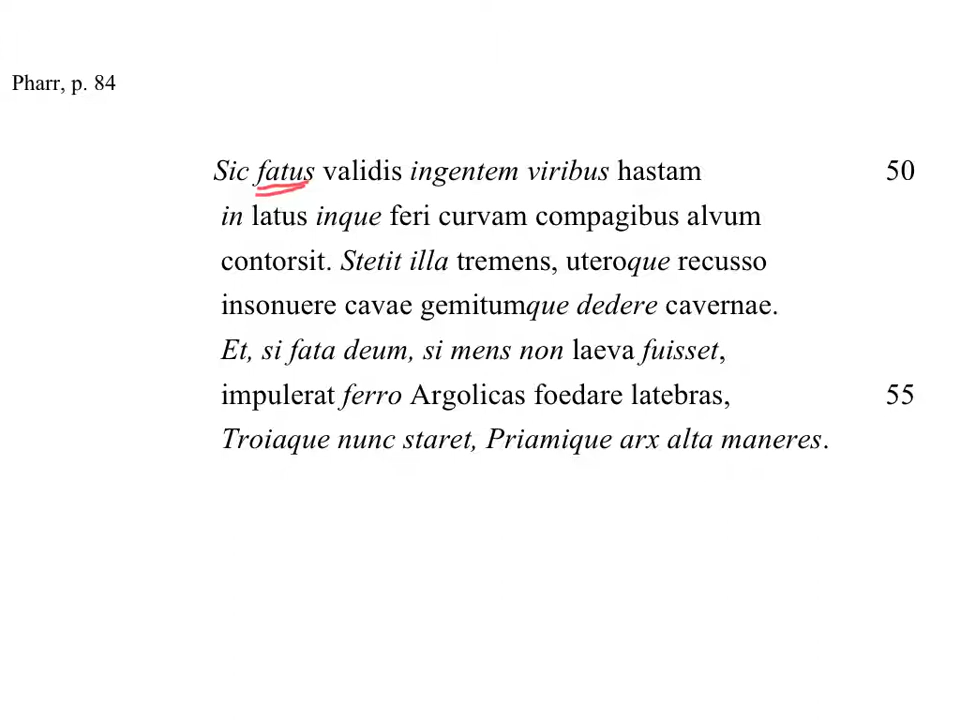 Pharr, p. 84
Sic fatus validis ingentem viribus hastam 50
in latus inque feri curvam compagibus alvum
contorsit. Stetit illa tremens, uteroque recusso
insonuere cavae gemitumque dedere cavernae.
Et, si fata deum, si mens non laeva fuisset,
impulerat ferro Argolicas foedare latebras, 55
Troiaque nunc staret, Priamique arx alta maneres.